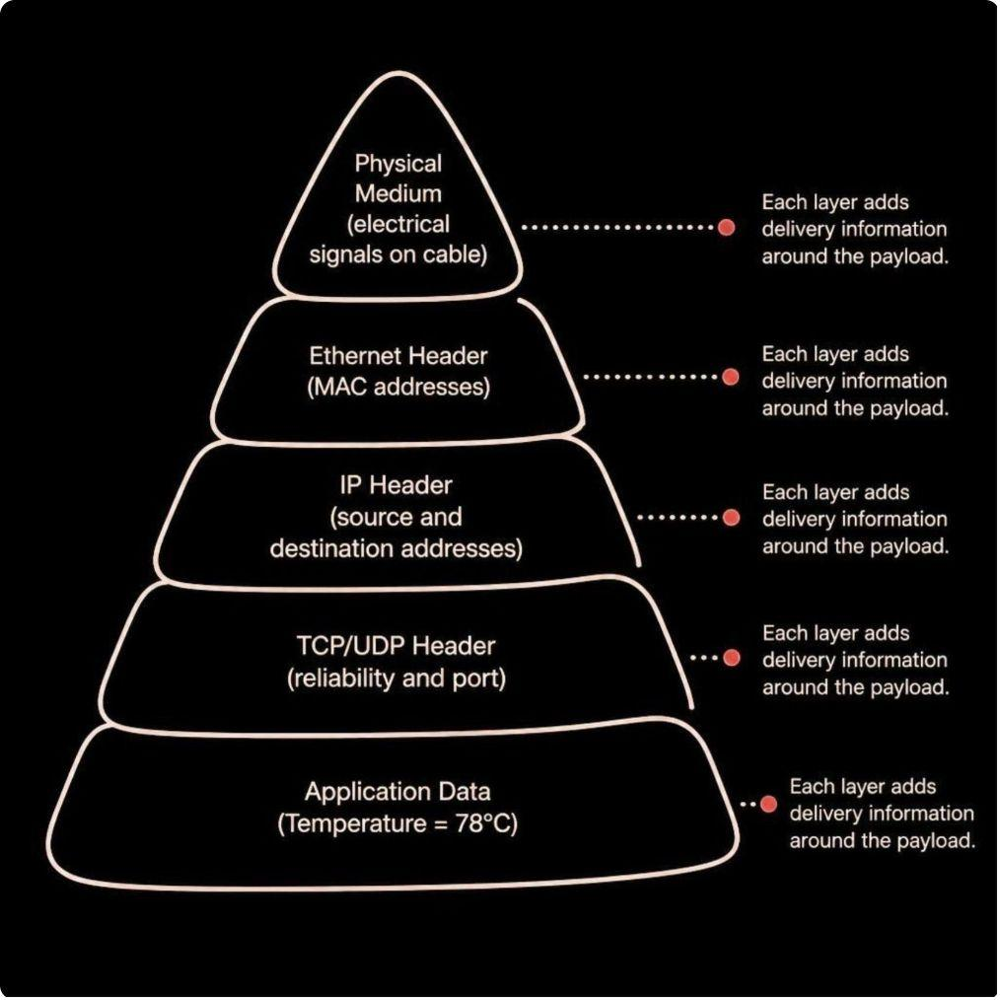 Physical
Medium
(electrical
signals on cable)
Each layer adds
delivery information
around the payload.
Ethernet Header
(MAC addresses)
Each layer adds
delivery information
around the payload.
IP Header
(source and
destination addresses)
Each layer adds
delivery information
around the payload.
TCP/UDP Header
(reliability and port)
Each layer adds
delivery information
around the payload.
Application Data
(Temperature = 78°C)
Each layer adds
delivery information
around the payload.